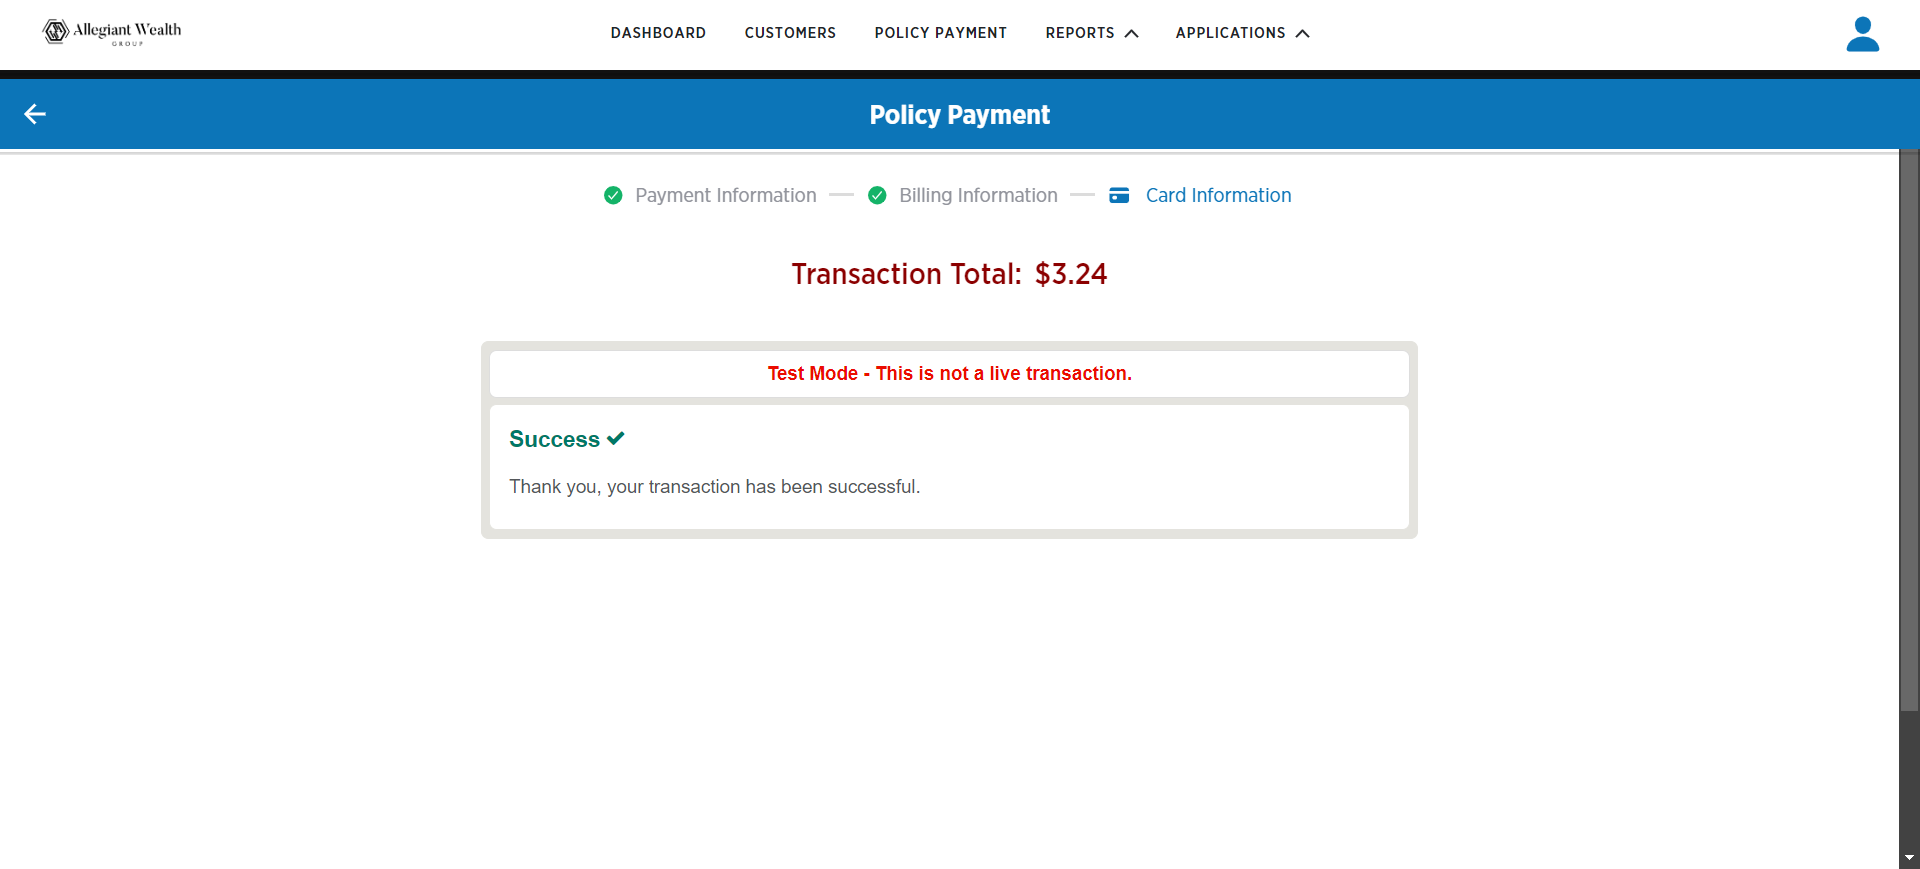 Allegiant Wealth
GROUP
DASHBOARD
CUSTOMERS
POLICY PAYMENT
REPORTS
APPLICATIONS
Policy Payment
Payment Information
Billing Information
Card Information
Transaction Total: $3.24
Test Mode - This is not a live transaction.
Success
Thank you, your transaction has been successful.